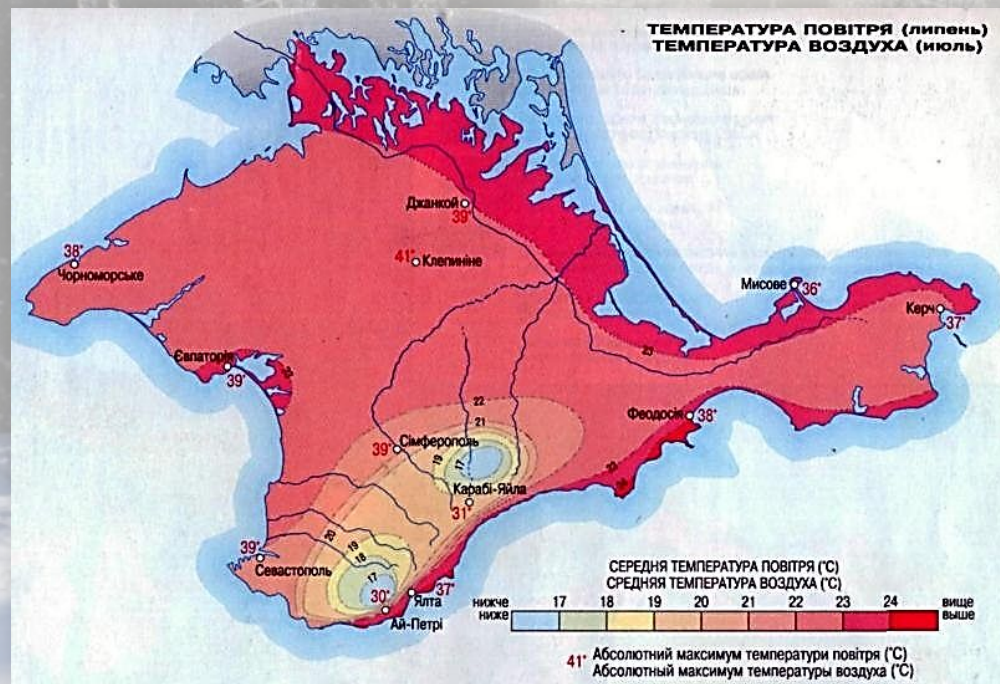 ТЕМПЕРАТУРА ПОВІТРЯ (липень)
ТЕМПЕРАТУРА ВОЗДУХА (июль)
Джанкой
39°
41° Клепиніне
38°
Чорноморське
Мисове 36°
Керч
37°
Євпаторія
39°
23
23
22
21
Феодосія 38°
39° Сімферополь
19
17
Карабі-Яйла
31°
23
24
20
19
18
17
39°
Севастополь
30°
37°
Ялта
Ай-Петрі
СЕРЕДНЯ ТЕМПЕРАТУРА ПОВІТРЯ (°С)
СРЕДНЯЯ ТЕМПЕРАТУРА ВОЗДУХА (°С)
нижче 17 18 19 20 21 22 23 24 вище
ниже выше
41° Абсолютний максимум температури повітря (°С)
Абсолютный максимум температуры воздуха (°С)